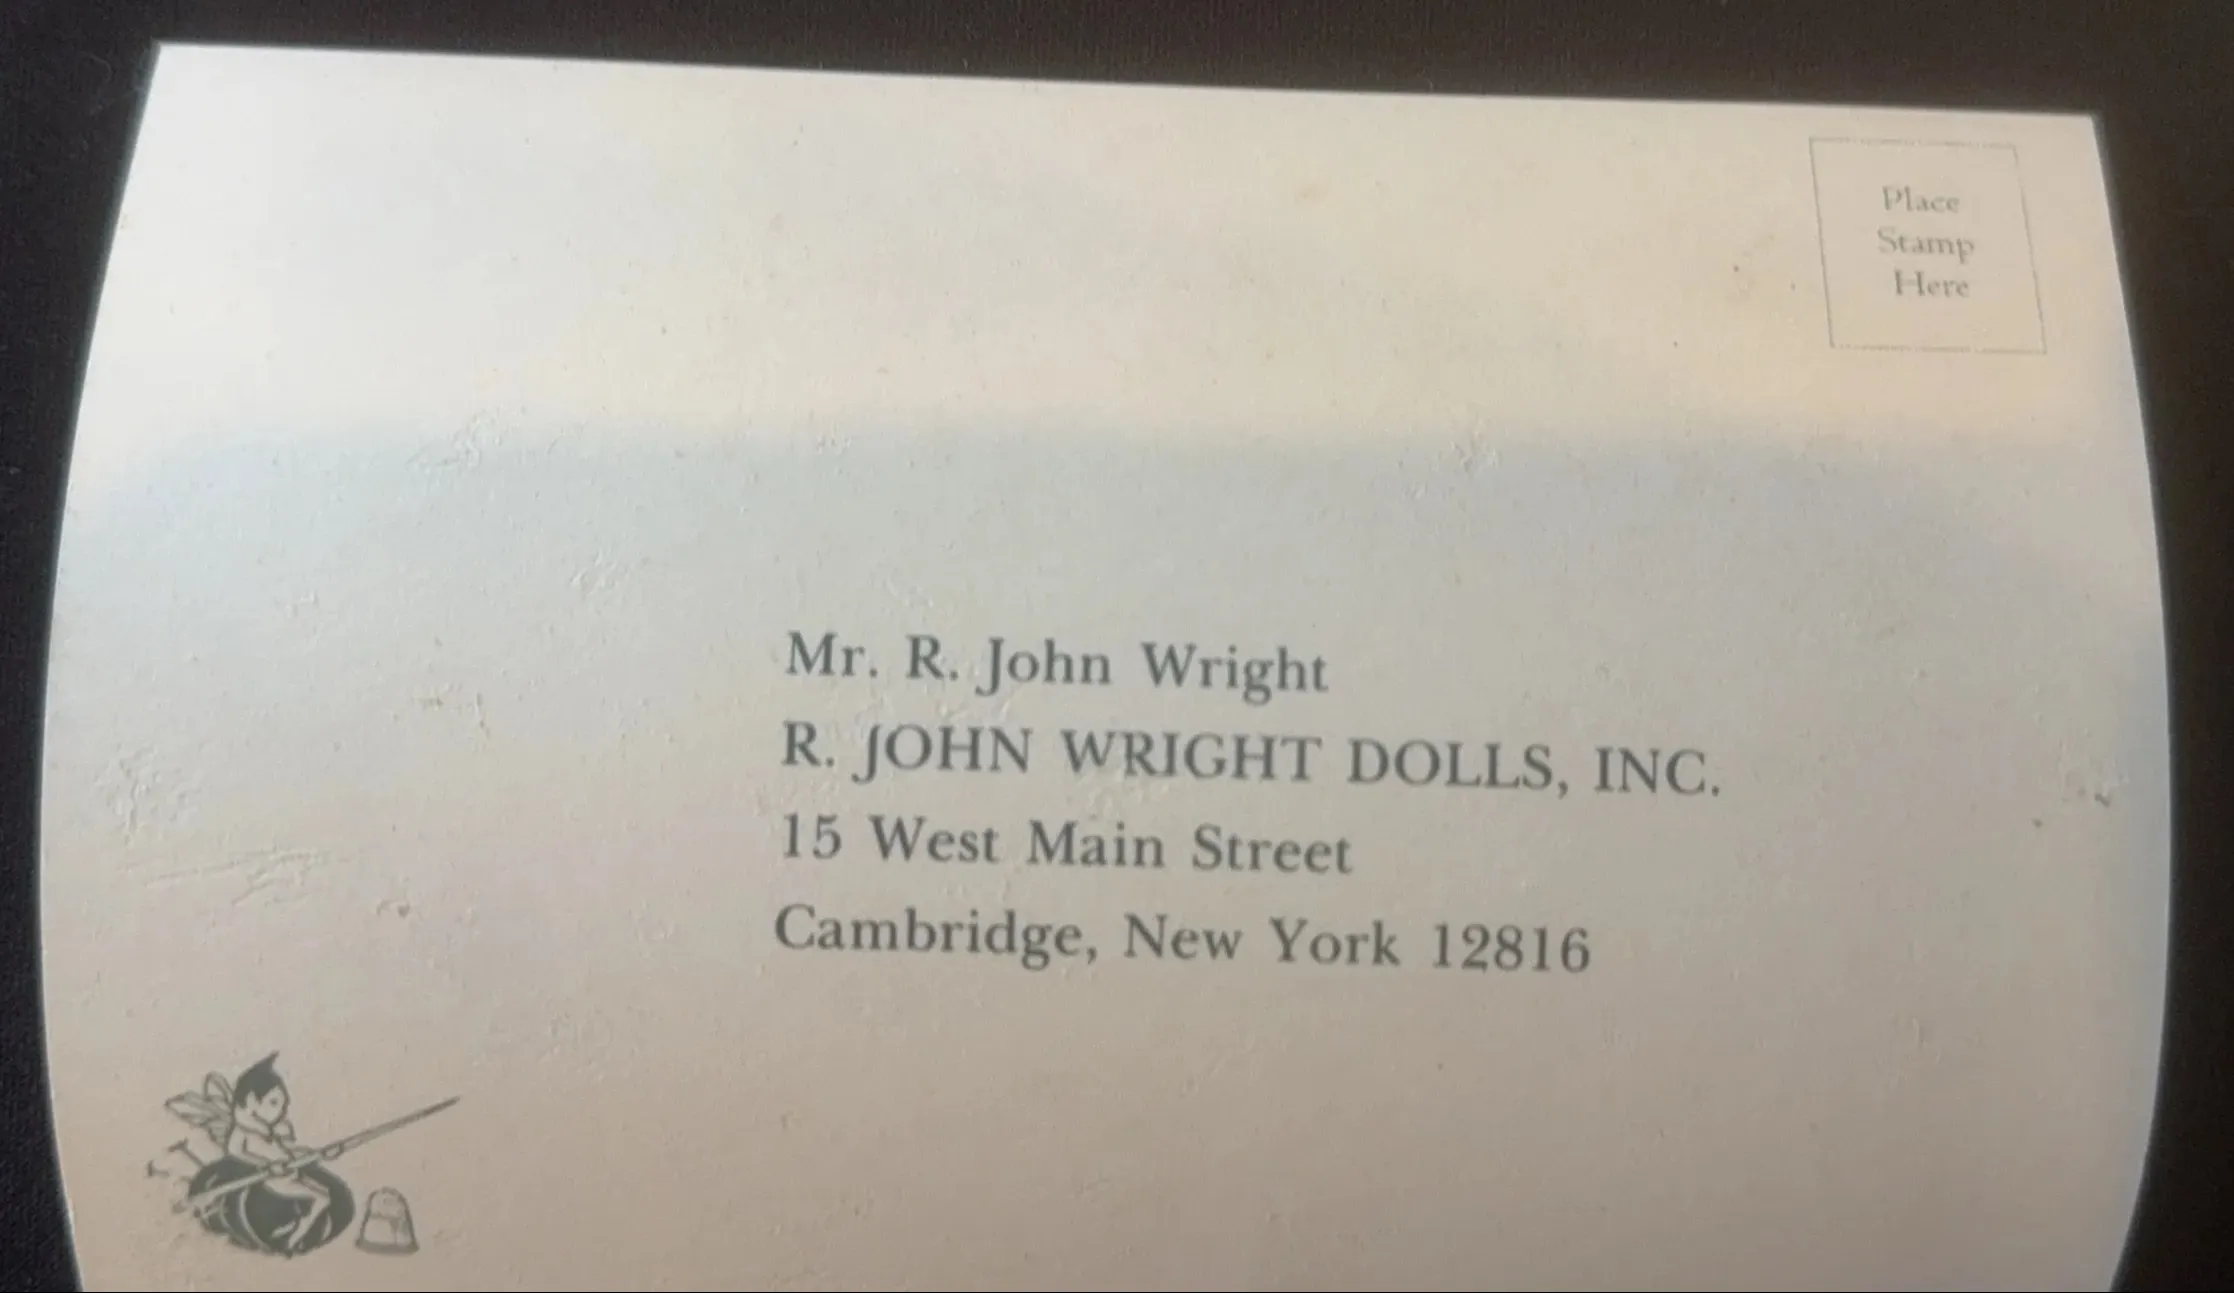 Place
Stamp
Here
Mr. R. John Wright
R. JOHN WRIGHT DOLLS, INC.
15 West Main Street
Cambridge, New York 12816